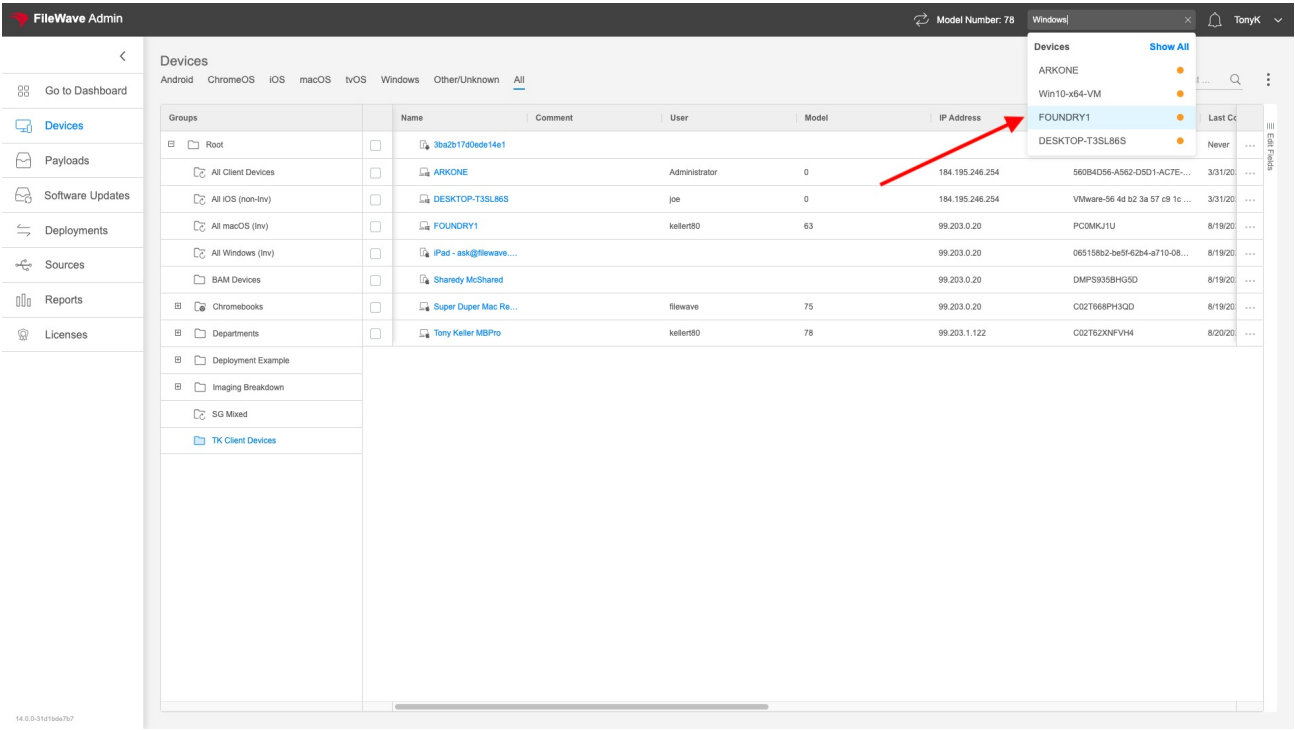 FileWave Admin
Model Number: 78
Windows
TonyK
Devices
Show All
ARKONE
Win10-x64-VM
FOUNDRY1
DESKTOP-T3SL86S
Go to Dashboard
Devices
Payloads
Software Updates
Deployments
Sources
Reports
Licenses
14.0.0-31d1bda7b7
Devices
Android ChromeOS iOS macOS tvOS Windows Other/Unknown All
Groups
Root
All Client Devices
All iOS (non-Inv)
All macOS (Inv)
All Windows (Inv)
BAM Devices
Chromebooks
Departments
Deployment Example
Imaging Breakdown
SG Mixed
TK Client Devices
Name Comment User Model IP Address Last Cc
3ba2b17d0ede14e1 Never
ARKONE Administrator 0 184.195.246.254 560B4D56-A562-D5D1-AC7E-... 3/31/20
DESKTOP-T3SL86S joe 0 184.195.246.254 VMware-56 4d b2 3a 57 c9 1c ... 3/31/20
FOUNDRY1 kellert80 63 99.203.0.20 PC0MKJ1U 8/19/20
iPad - ask@filewave.... 99.203.0.20 065158b2-be5f-62b4-a710-08... 8/19/20
Sharedy McShared 99.203.0.20 DMPS935BHG5D 8/19/20
Super Duper Mac Re... filewave 75 99.203.0.20 C02T668PH3QD 8/19/20
Tony Keller MBPro kellert80 78 99.203.1.122 C02T62XNFVH4 8/20/20
Edit Fields